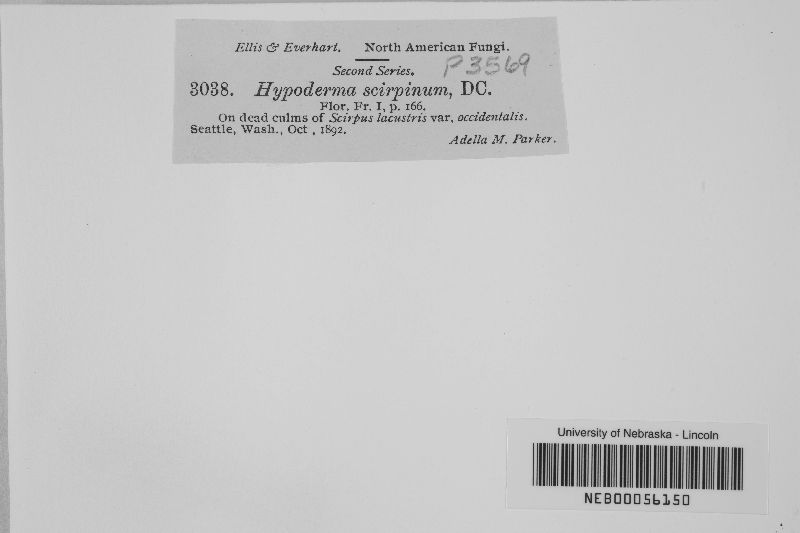 Ellis & Everhart. North American Fungi.
Second Series. P3569
3038. Hypoderma scirpinum, DC.
Flor. Fr. I, p. 166.
On dead culms of Scirpus lacustris var. occidentalis.
Seattle, Wash., Oct , 1892.
Adella M. Parker.
University of Nebraska - Lincoln
NEB00056150